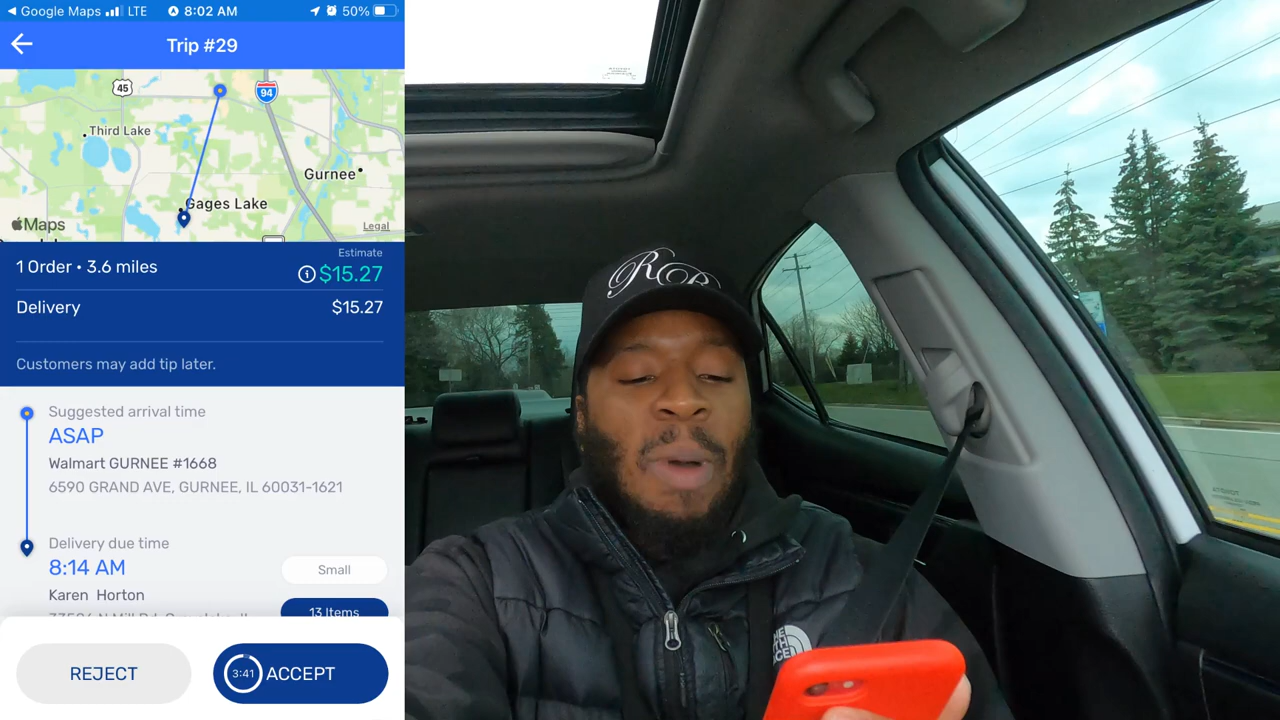 Google Maps LTE 8:02 AM 50%
Trip #29
45
94
Third Lake
Gurnee
Gages Lake
Maps
Legal
Estimate
1 Order • 3.6 miles
$15.27
Delivery
$15.27
Customers may add tip later.
Suggested arrival time
ASAP
Walmart GURNEE #1668
6590 GRAND AVE, GURNEE, IL 60031-1621
Delivery due time
8:14 AM
Small
Karen Horton
13 Items
REJECT
3:41 ACCEPT
RCR
THE
NORTH
FACE